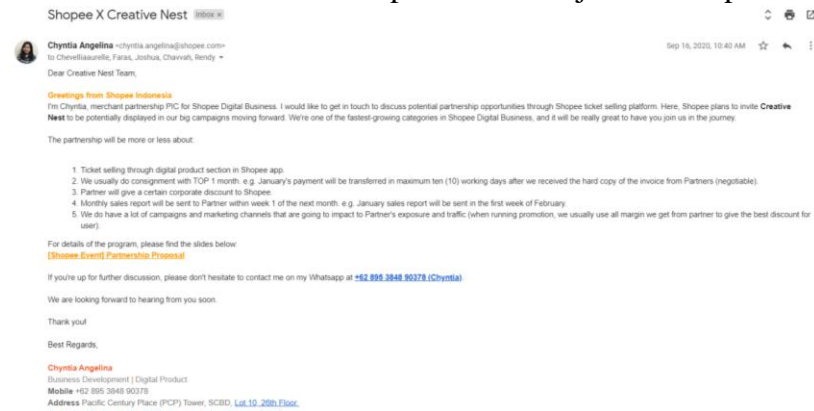 Shopee X Creative Nest Inbox ×
Chyntia Angelina <chyntia.angelina@shopee.com>
Sep 16, 2020, 10:40 AM
to Chevelliaaurelle, Faras, Joshua, Chavvah, Rendy
Dear Creative Nest Team,
Greetings from Shopee Indonesia
I'm Chyntia, merchant partnership PIC for Shopee Digital Business. I would like to get in touch to discuss potential partnership opportunities through Shopee ticket selling platform. Here, Shopee plans to invite Creative
Nest to be potentially displayed in our big campaigns moving forward. We're one of the fastest-growing categories in Shopee Digital Business, and it will be really great to have you join us in the journey.
The partnership will be more or less about:
1. Ticket selling through digital product section in Shopee app.
2. We usually do consignment with TOP 1 month. e.g. January's payment will be transferred in maximum ten (10) working days after we received the hard copy of the invoice from Partners (negotiable).
3. Partner will give a certain corporate discount to Shopee.
4. Monthly sales report will be sent to Partner within week 1 of the next month. e.g. January sales report will be sent in the first week of February.
5. We do have a lot of campaigns and marketing channels that are going to impact to Partner's exposure and traffic (when running promotion, we usually use all margin we get from partner to give the best discount for
user).
For details of the program, please find the slides below:
[Shopee Event] Partnership Proposal
If you're up for further discussion, please don't hesitate to contact me on my Whatsapp at +62 895 3848 90378 (Chyntia).
We are looking forward to hearing from you soon.
Thank you!
Best Regards,
Chyntia Angelina
Business Development | Digital Product
Mobile +62 895 3848 90378
Address Pacific Century Place (PCP) Tower, SCBD, Lot 10, 26th Floor.